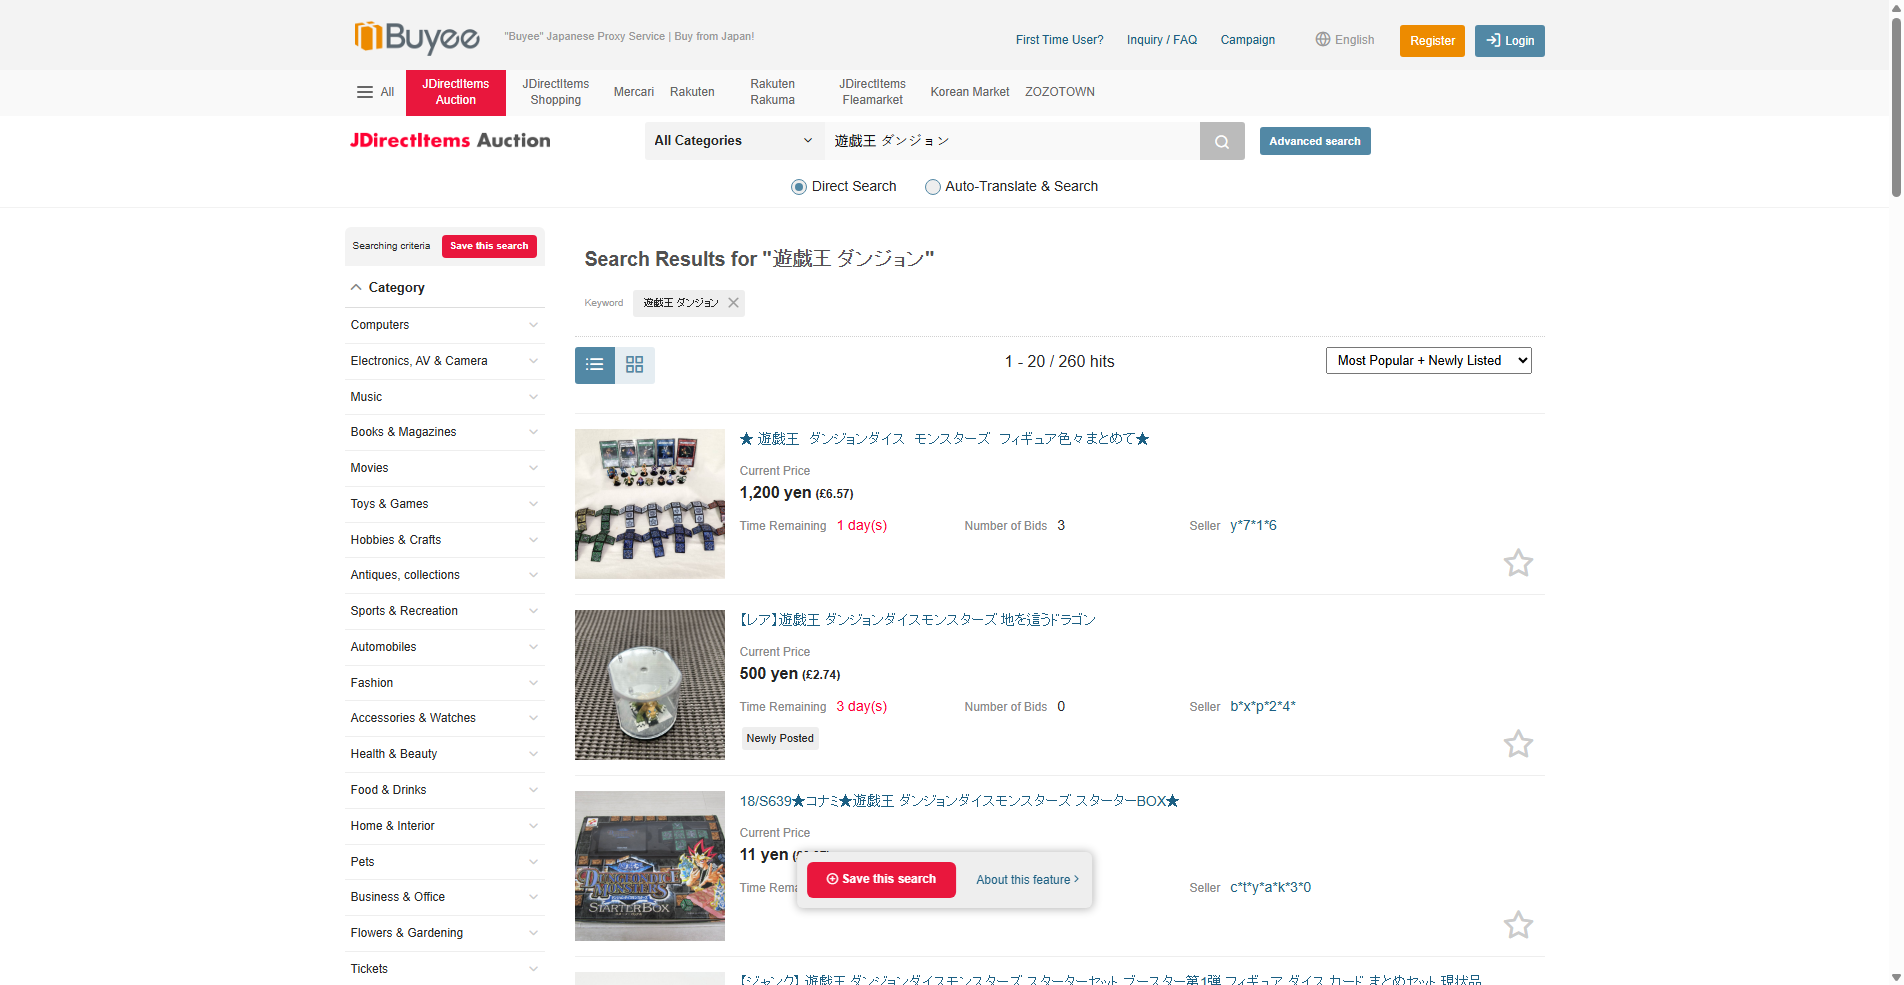 Buyee
"Buyee" Japanese Proxy Service | Buy from Japan!
First Time User?
Inquiry / FAQ
Campaign
English
Register
Login
All
JDirectItems Auction
JDirectItems Shopping
Mercari
Rakuten
Rakuten Rakuma
JDirectItems Fleamarket
Korean Market
ZOZOTOWN
JDirectItems Auction
All Categories
遊戯王 ダンジョン
Advanced search
Direct Search
Auto-Translate & Search
Searching criteria
Save this search
Category
Computers
Electronics, AV & Camera
Music
Books & Magazines
Movies
Toys & Games
Hobbies & Crafts
Antiques, collections
Sports & Recreation
Automobiles
Fashion
Accessories & Watches
Health & Beauty
Food & Drinks
Home & Interior
Pets
Business & Office
Flowers & Gardening
Tickets
Search Results for "遊戯王 ダンジョン"
Keyword
遊戯王 ダンジョン
1 - 20 / 260 hits
Most Popular + Newly Listed
★ 遊戯王　ダンジョンダイス　モンスターズ　フィギュア色々まとめて★
Current Price
1,200 yen (£6.57)
Time Remaining 1 day(s)
Number of Bids 3
Seller y*7*1*6
【レア】遊戯王 ダンジョンダイスモンスターズ 地を這うドラゴン
Current Price
500 yen (£2.74)
Time Remaining 3 day(s)
Number of Bids 0
Seller b*x*p*2*4*
Newly Posted
18/S639★コナミ★遊戯王 ダンジョンダイスモンスターズ スターターBOX★
Current Price
11 yen
Time Rema
Seller c*t*y*a*k*3*0
DUNGEON DICE MONSTERS
STARTER BOX
Save this search
About this feature
【ジャンク】 遊戯王 ダンジョンダイスモンスターズ スターターセット ブースター第1弾 フィギュア ダイス カード まとめセット 現状品